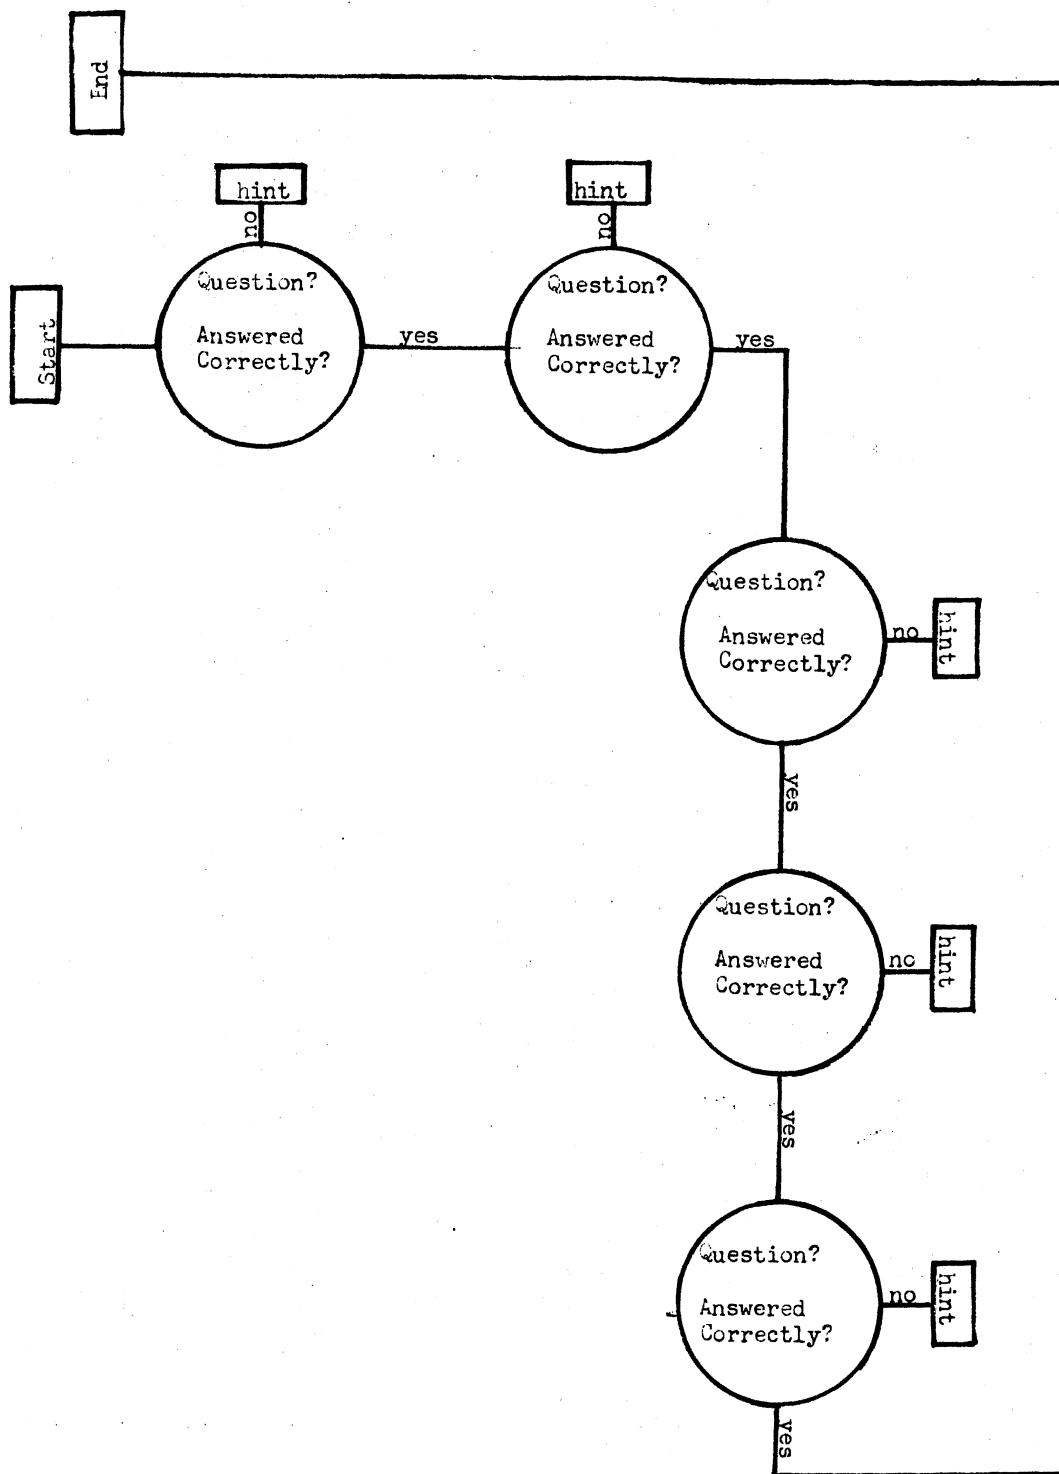 End
hint
no
Question?
Answered
Correctly?
hint
no
Question?
Answered
Correctly?
Start
yes
yes
Question?
Answered
Correctly?
no
hint
yes
Question?
Answered
Correctly?
no
hint
yes
Question?
Answered
Correctly?
no
hint
yes